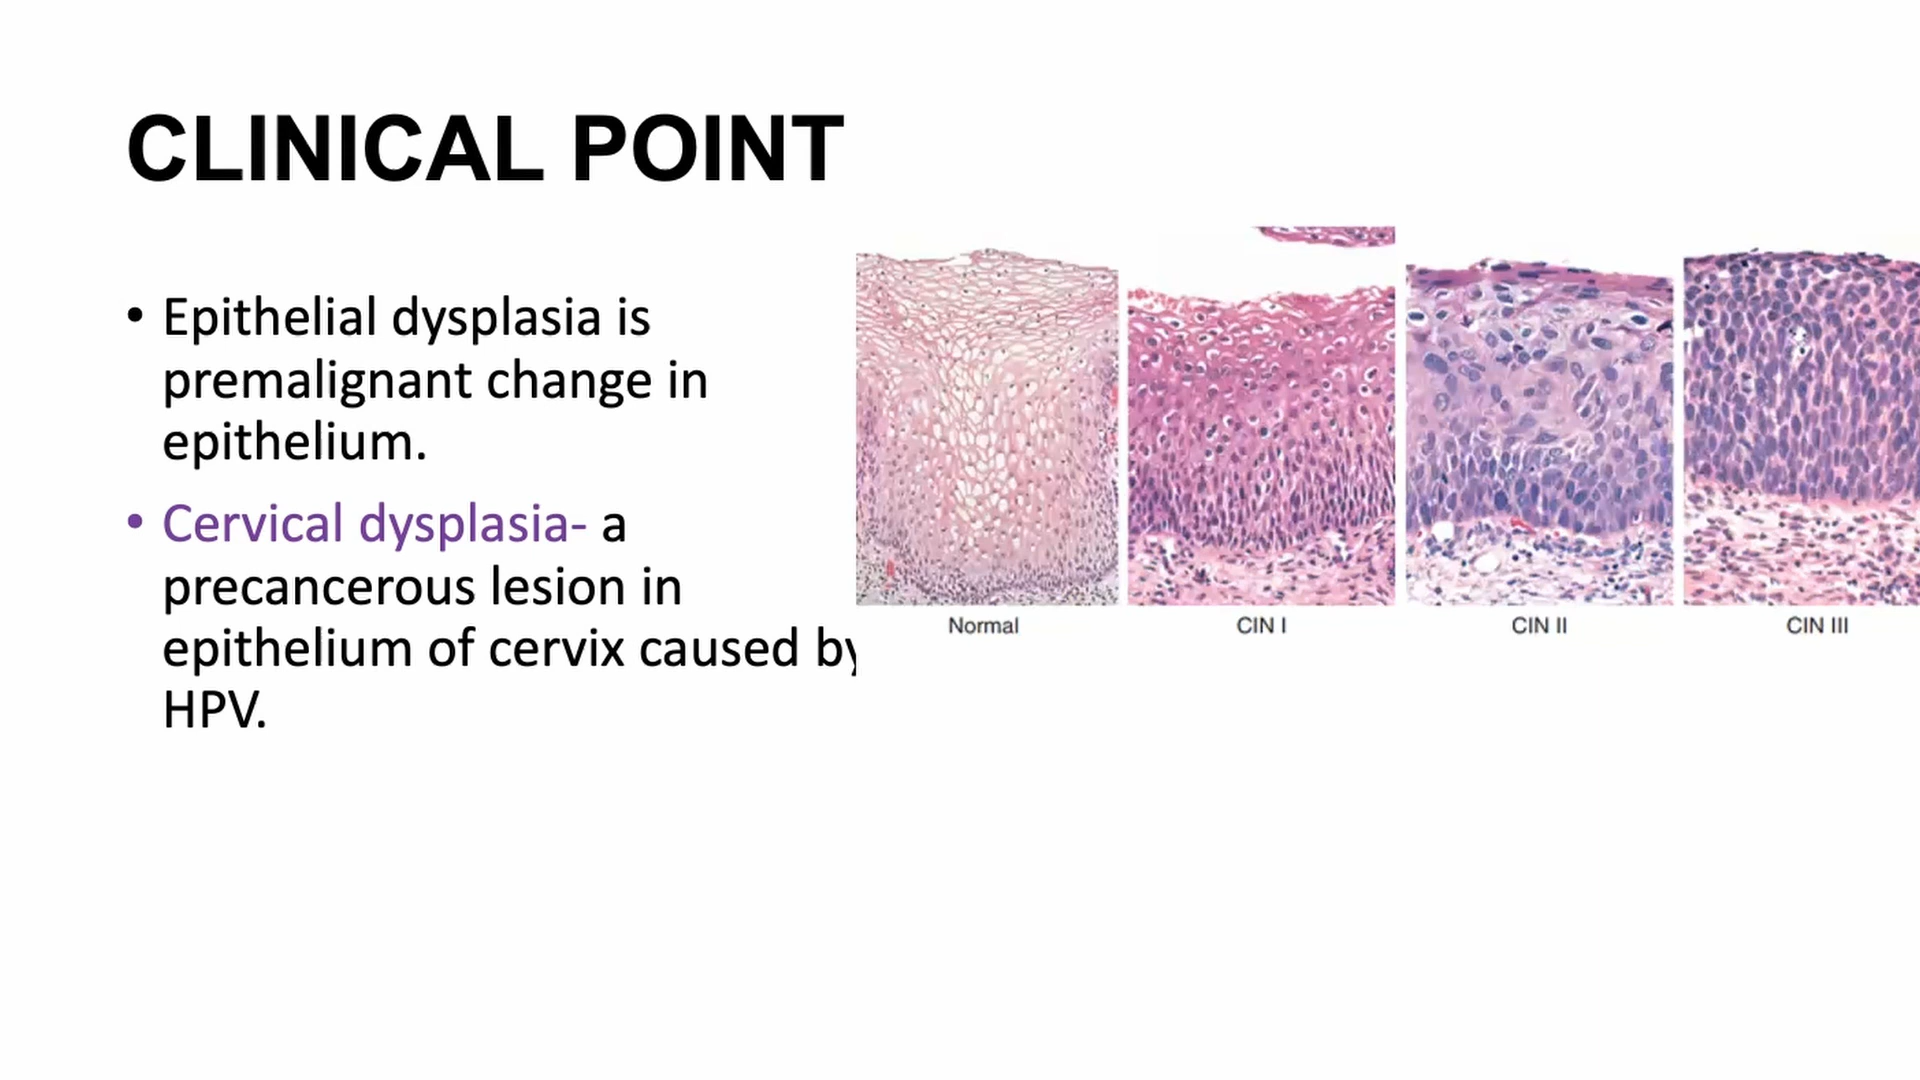 CLINICAL POINT
• Epithelial dysplasia is
premalignant change in
epithelium.
• Cervical dysplasia- a
precancerous lesion in
epithelium of cervix caused by
HPV.
Normal
CIN I
CIN II
CIN III